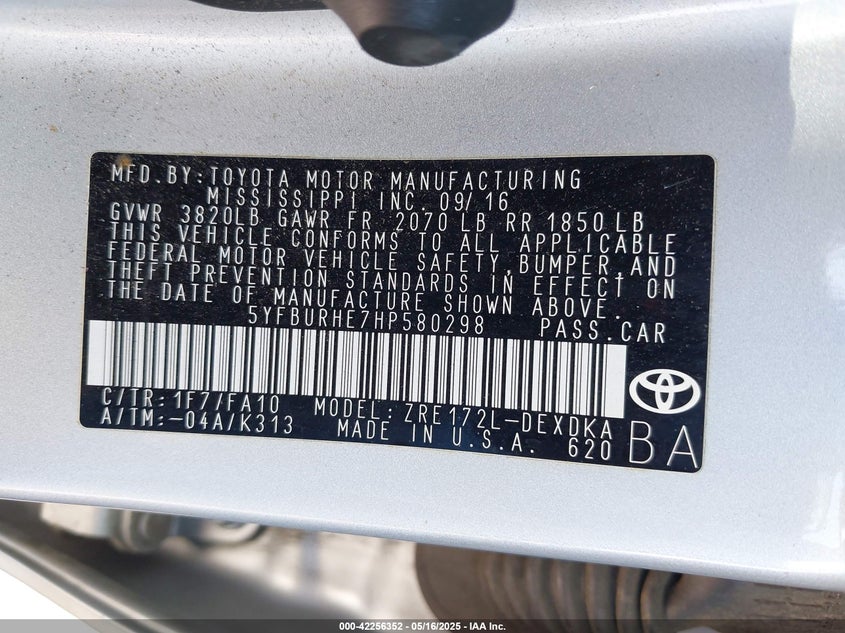 MFD.BY:TOYOTA MOTOR MANUFACTURING
MISSISSIPPI INC. 09/16
GVWR 3820LB GAWR FR 2070 LB RR 1850 LB
THIS VEHICLE CONFORMS TO ALL APPLICABLE
FEDERAL MOTOR VEHICLE SAFETY,BUMPER,AND
THEFT PREVENTION STANDARDS IN EFFECT ON
THE DATE OF MANUFACTURE SHOWN ABOVE.
5YFBURHE7HP580298 PASS.CAR
C/TR:1F7/FA10 MODEL:ZRE172L-DEXDKA
A/TM:-04A/K313 MADE IN U.S.A. 620
BA
000-42256352 — 05/16/2025 — IAA Inc.